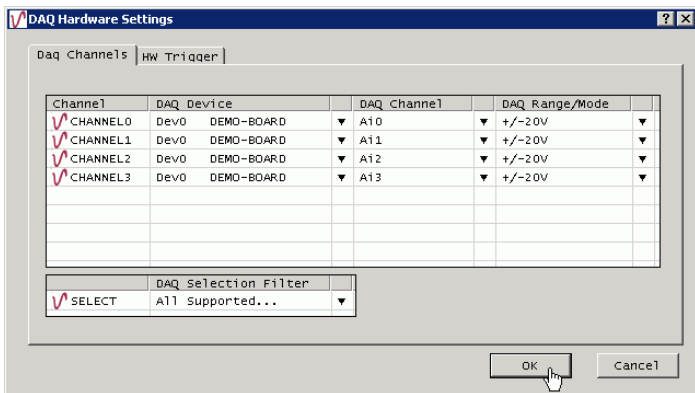 DAQ Hardware Settings
Daq Channels HW Trigger
Channel DAQ Device DAQ Channel DAQ Range/Mode
CHANNEL0 Dev0 DEMO-BOARD Ai0 +/-20V
CHANNEL1 Dev0 DEMO-BOARD Ai1 +/-20V
CHANNEL2 Dev0 DEMO-BOARD Ai2 +/-20V
CHANNEL3 Dev0 DEMO-BOARD Ai3 +/-20V
DAQ Selection Filter
SELECT All Supported...
OK Cancel